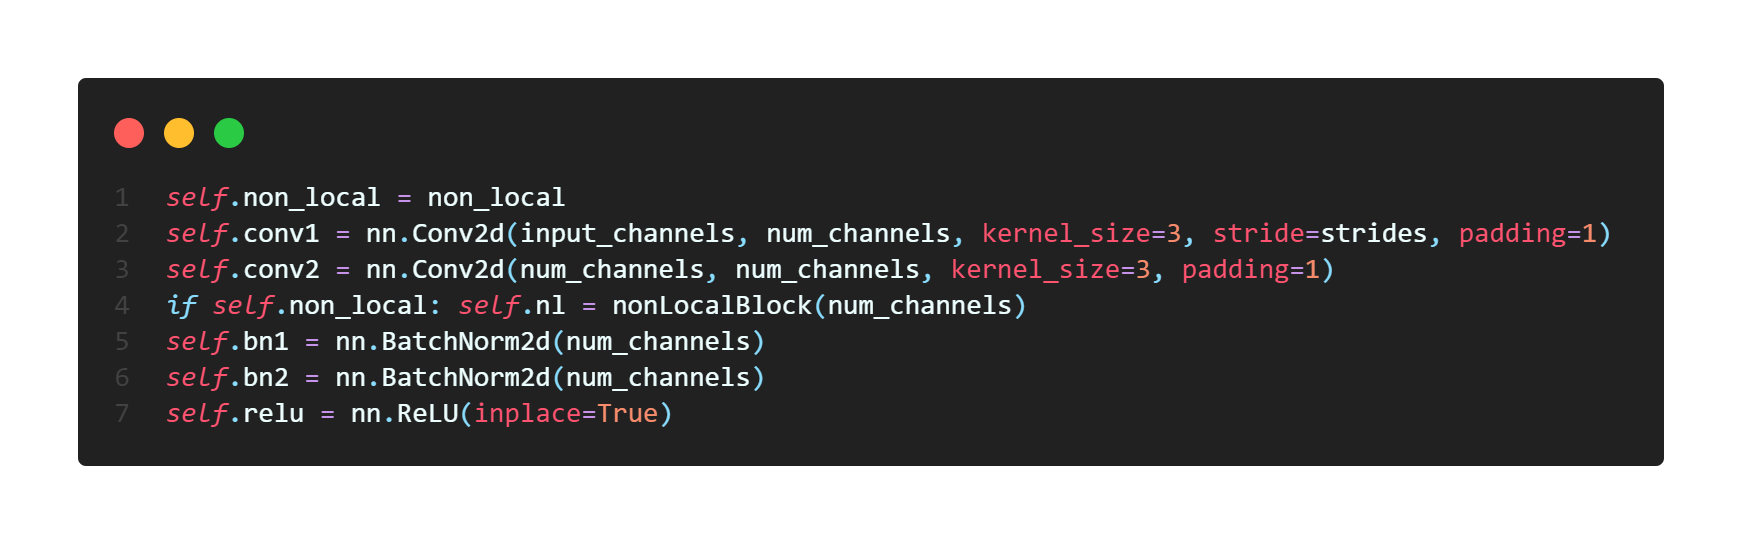 1 self.non_local = non_local
2 self.conv1 = nn.Conv2d(input_channels, num_channels, kernel_size=3, stride=strides, padding=1)
3 self.conv2 = nn.Conv2d(num_channels, num_channels, kernel_size=3, padding=1)
4 if self.non_local: self.nl = nonLocalBlock(num_channels)
5 self.bn1 = nn.BatchNorm2d(num_channels)
6 self.bn2 = nn.BatchNorm2d(num_channels)
7 self.relu = nn.ReLU(inplace=True)